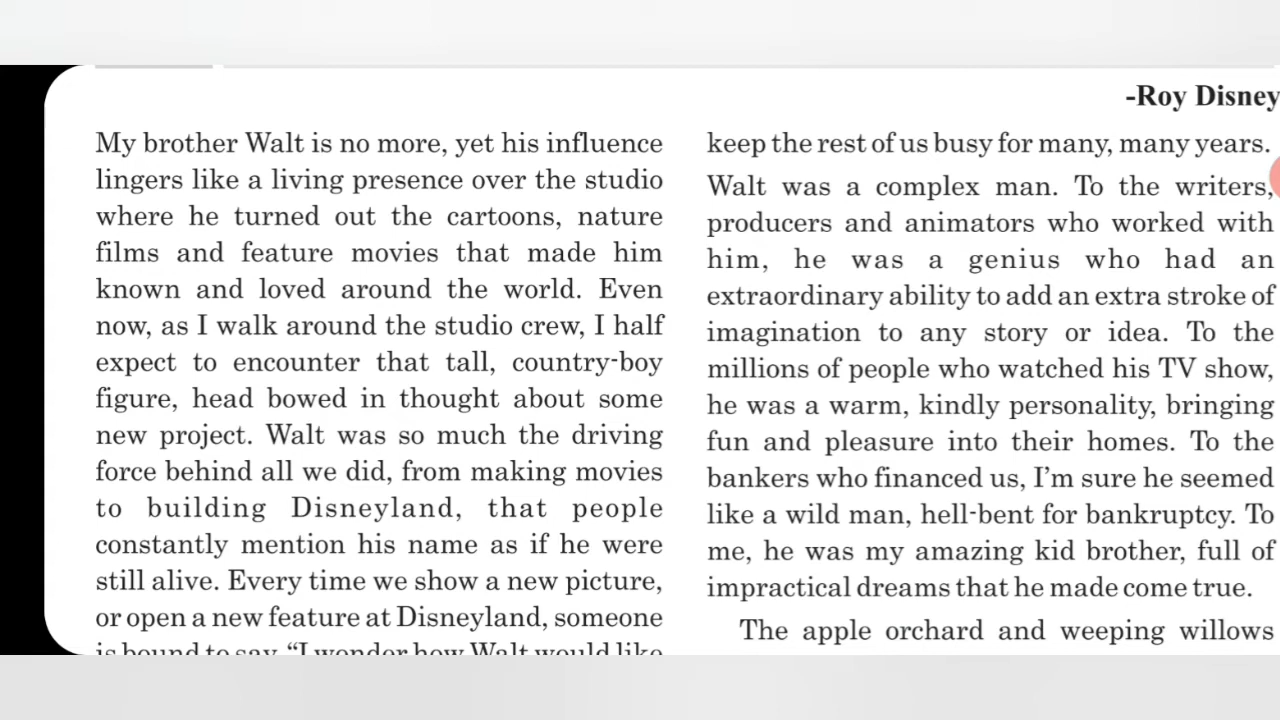 -Roy Disney
My brother Walt is no more, yet his influence
lingers like a living presence over the studio
where he turned out the cartoons, nature
films and feature movies that made him
known and loved around the world. Even
now, as I walk around the studio crew, I half
expect to encounter that tall, country-boy
figure, head bowed in thought about some
new project. Walt was so much the driving
force behind all we did, from making movies
to building Disneyland, that people
constantly mention his name as if he were
still alive. Every time we show a new picture,
or open a new feature at Disneyland, someone
is bound to say, “I wonder how Walt would like
keep the rest of us busy for many, many years.
Walt was a complex man. To the writers,
producers and animators who worked with
him, he was a genius who had an
extraordinary ability to add an extra stroke of
imagination to any story or idea. To the
millions of people who watched his TV show,
he was a warm, kindly personality, bringing
fun and pleasure into their homes. To the
bankers who financed us, I’m sure he seemed
like a wild man, hell-bent for bankruptcy. To
me, he was my amazing kid brother, full of
impractical dreams that he made come true.
The apple orchard and weeping willows